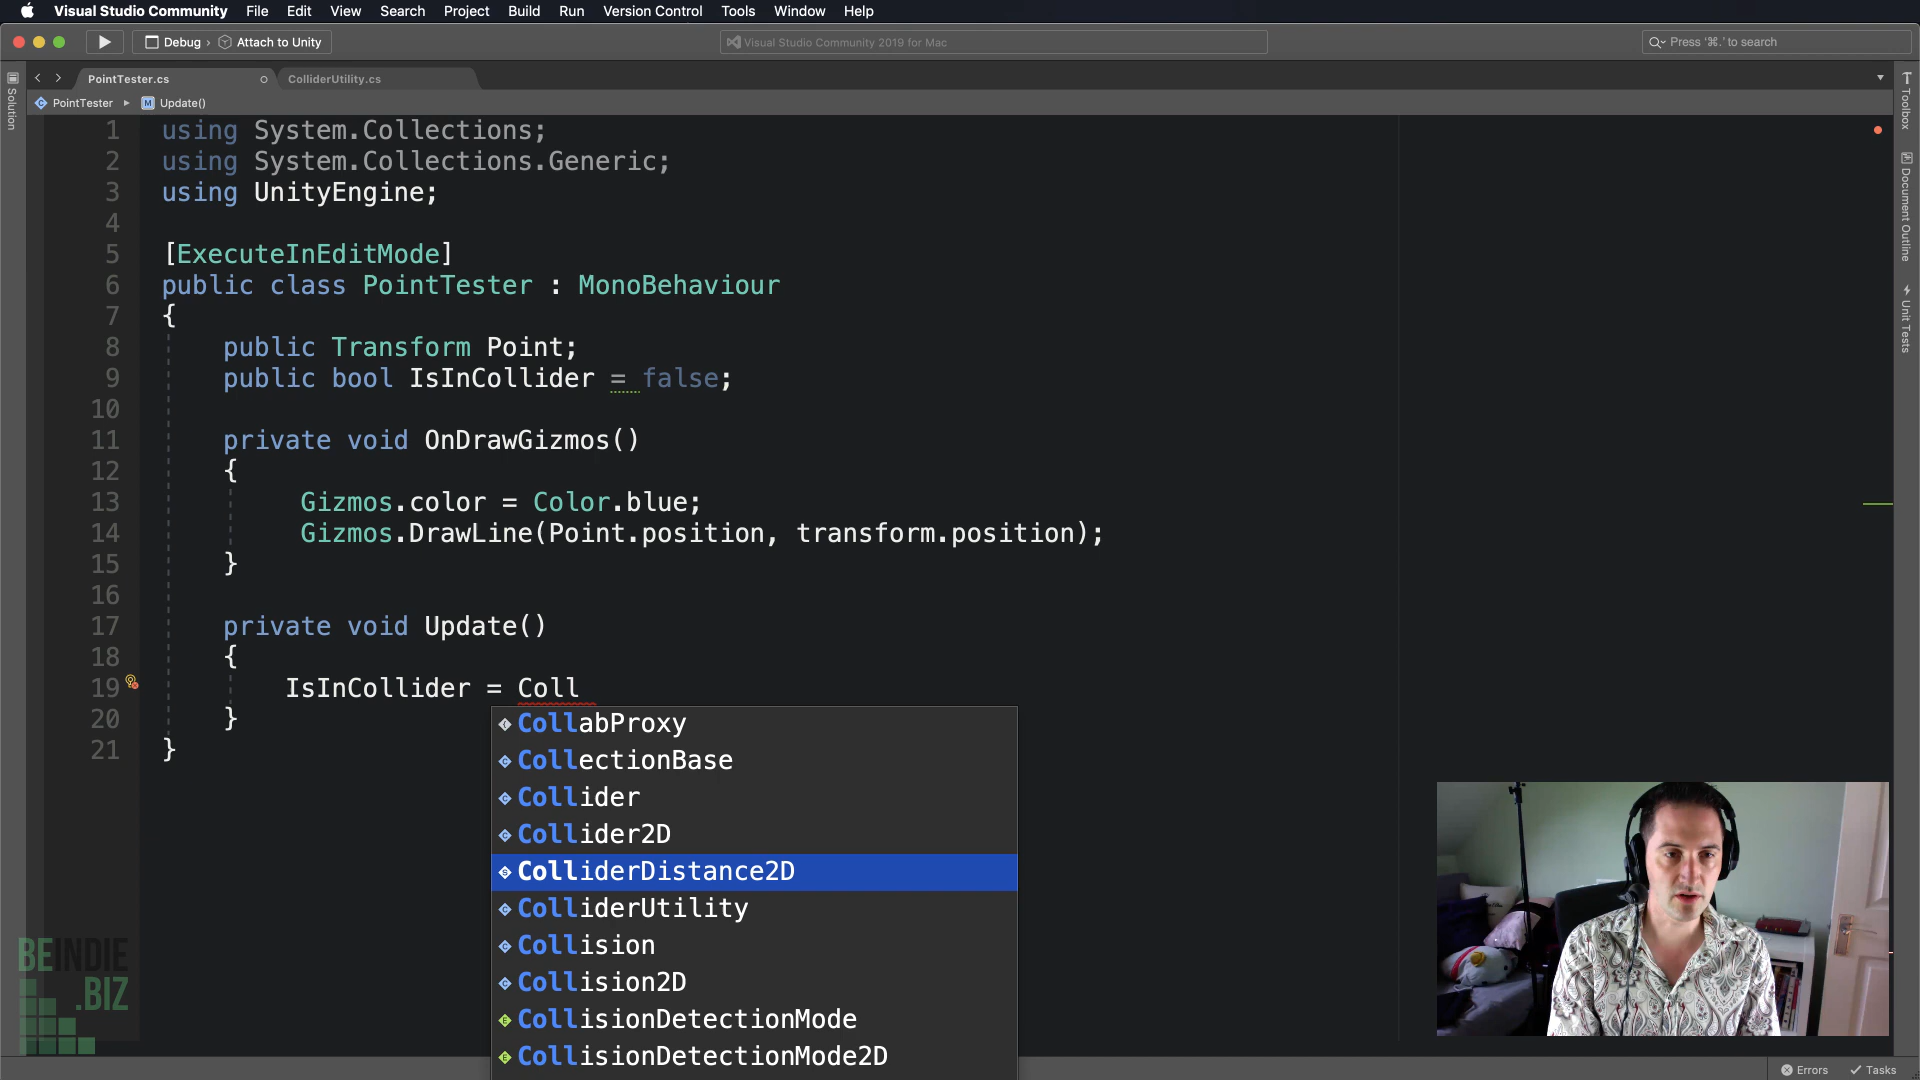 Visual Studio Community File Edit View Search Project Build Run Version Control Tools Window Help
Debug › Attach to Unity
Visual Studio Community 2019 for Mac
Press '⌘.' to search
Solution
PointTester.cs
ColliderUtility.cs
PointTester ▸ M Update()
1 using System.Collections;
2 using System.Collections.Generic;
3 using UnityEngine;
4
5 [ExecuteInEditMode]
6 public class PointTester : MonoBehaviour
7 {
8 public Transform Point;
9 public bool IsInCollider = false;
10
11 private void OnDrawGizmos()
12 {
13 Gizmos.color = Color.blue;
14 Gizmos.DrawLine(Point.position, transform.position);
15 }
16
17 private void Update()
18 {
19 IsInCollider = Coll
20 }
21 }
CollabProxy
CollectionBase
Collider
Collider2D
ColliderDistance2D
ColliderUtility
Collision
Collision2D
CollisionDetectionMode
CollisionDetectionMode2D
Toolbox
Document Outline
Unit Tests
BEINDIE
.BIZ
Errors
Tasks